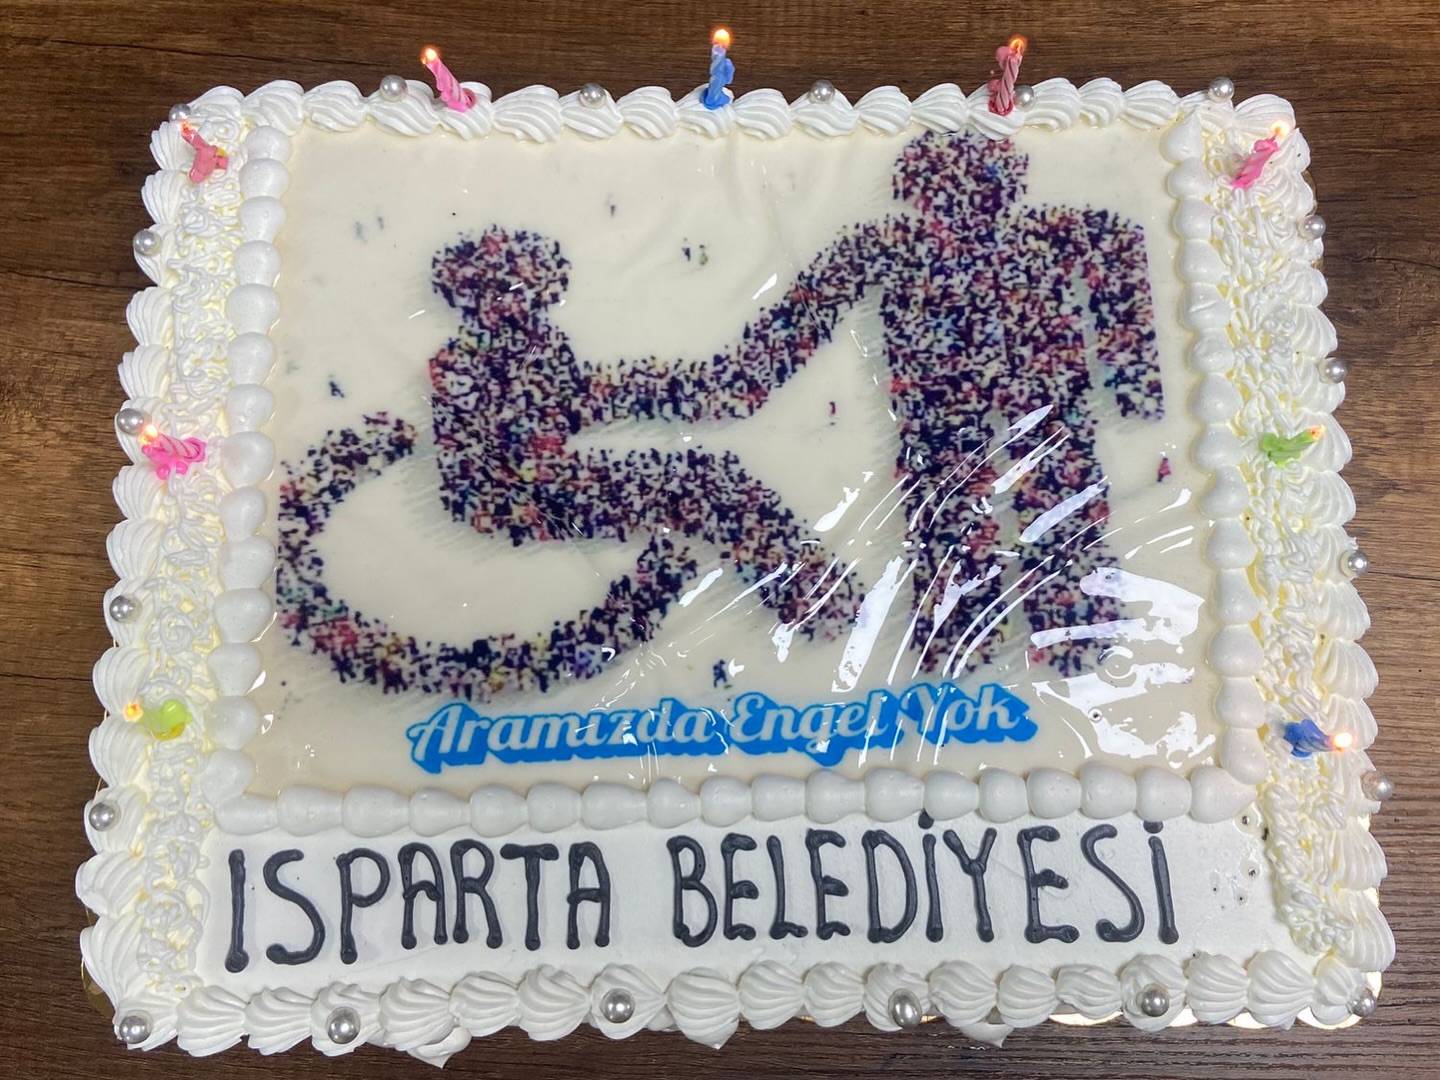 Aramızda Engel Yok
ISPARTA BELEDİYESİ